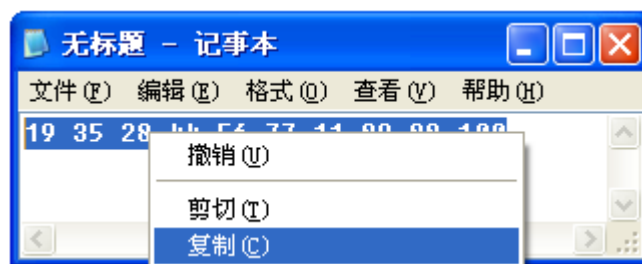 无标题 - 记事本
文件(F) 编辑(E) 格式(O) 查看(V) 帮助(H)
19 35 28
撤销(U)
剪切(T)
复制(C)